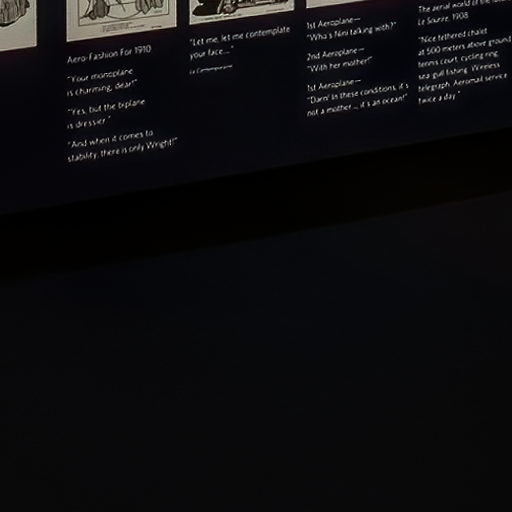 Aero-Fashion For 1910
"Your monoplane
is charming, dear!"
"Yes, but the biplane
is dressier."
"And when it comes to
stability, there is only Wright!"
"Let me, let me contemplate
your face..."
1st Aeroplane—
"Who's Nini talking with?"
2nd Aeroplane—
"With her mother!"
1st Aeroplane—
"Darn! In these conditions, it's
not a mother... it's an ocean!"
The aerial world of the
Le Sourire, 1908
"Nice tethered chalet
at 500 meters above ground
tennis court, cycling ring,
sea-gull fishing. Wireless
telegraph. Aeromail service
twice a day."